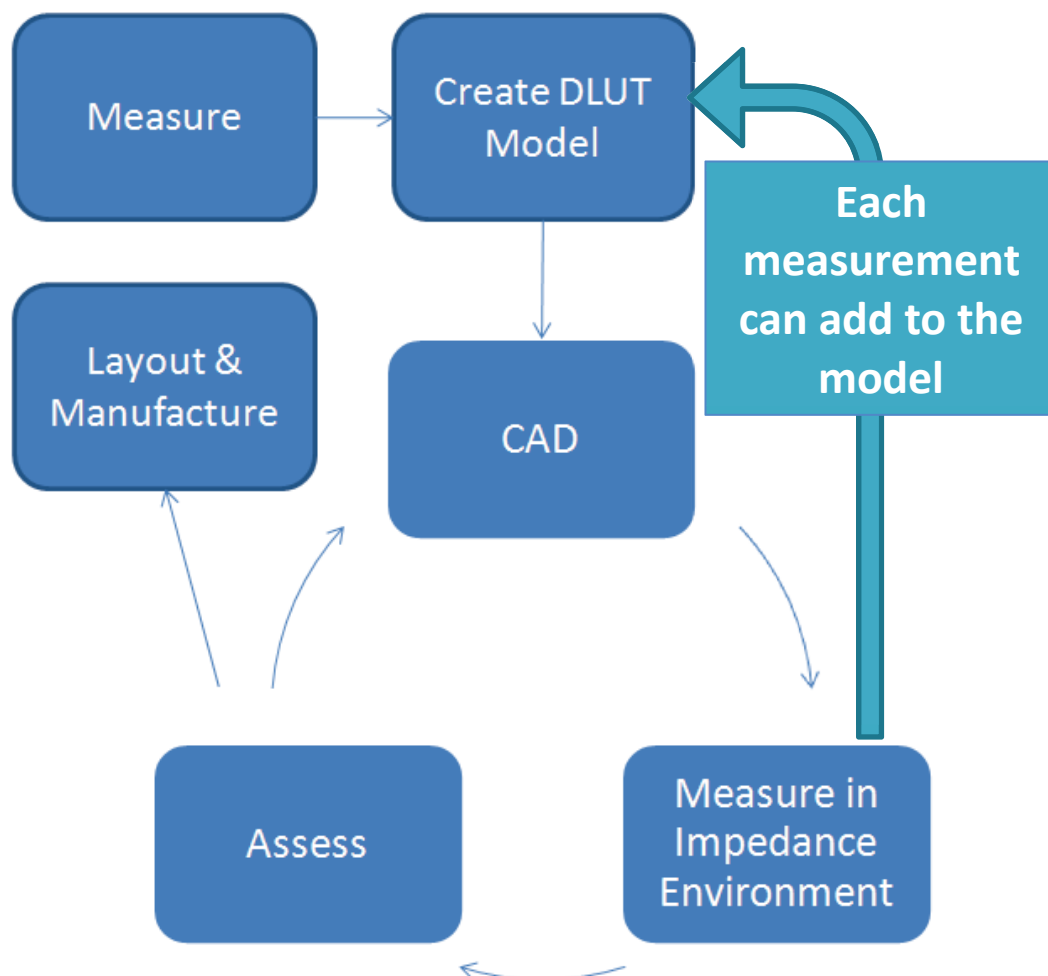 Measure
Create DLUT
Model
Each
measurement
can add to the
model
Layout &
Manufacture
CAD
Assess
Measure in
Impedance
Environment